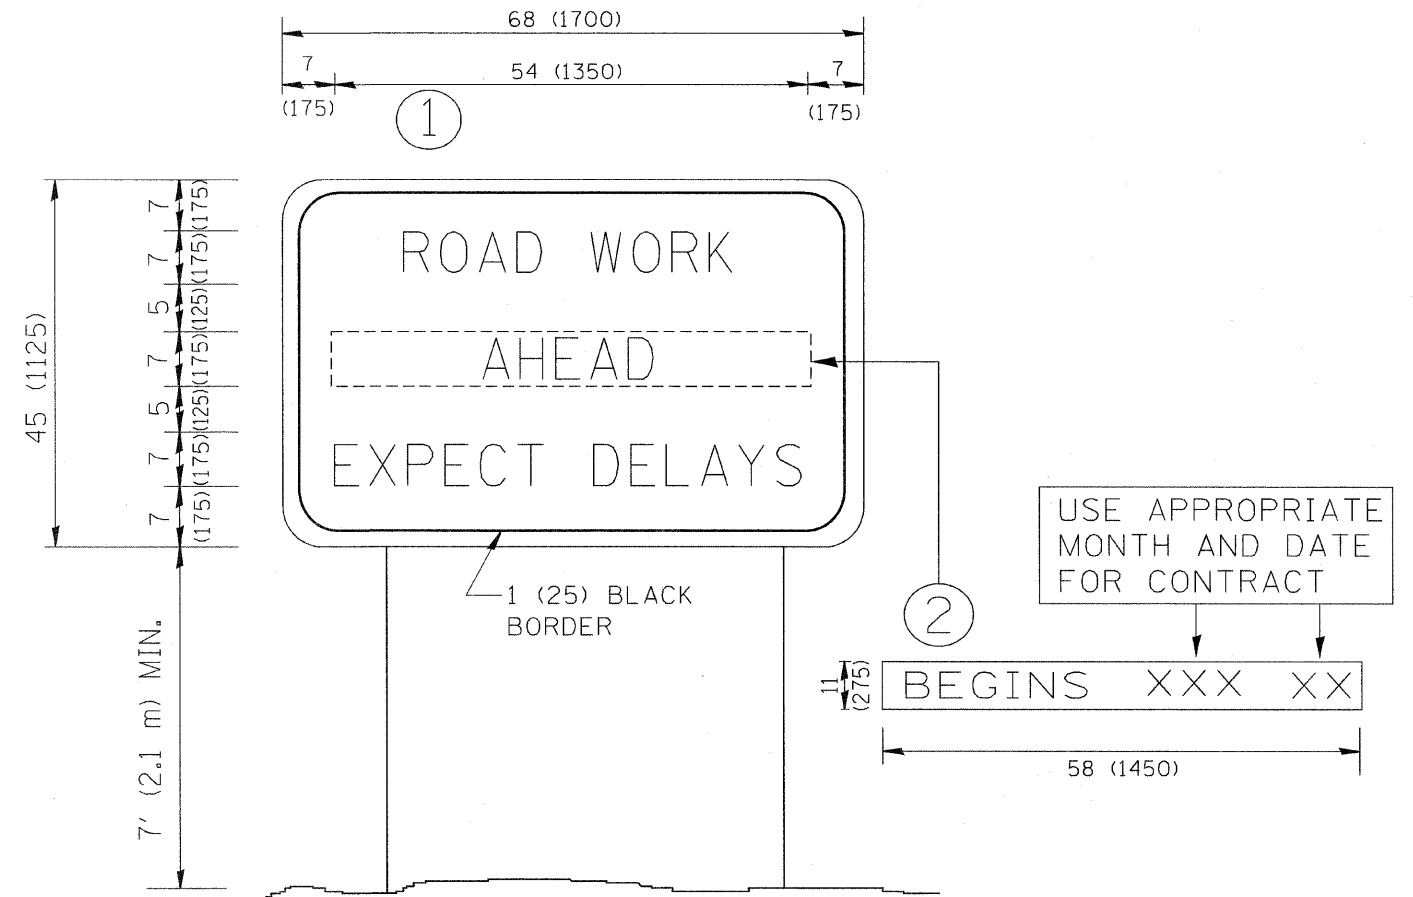 68 (1700)
7
54 (1350)
7
(175)
(175)
1
7 (175)
7 (175)
5 (125)
7 (175)
5 (125)
7 (175)
7 (175)
45 (1125)
ROAD WORK
AHEAD
EXPECT DELAYS
1 (25) BLACK
BORDER
7' (2.1 m) MIN.
2
USE APPROPRIATE
MONTH AND DATE
FOR CONTRACT
11
(275)
BEGINS XXX XX
58 (1450)